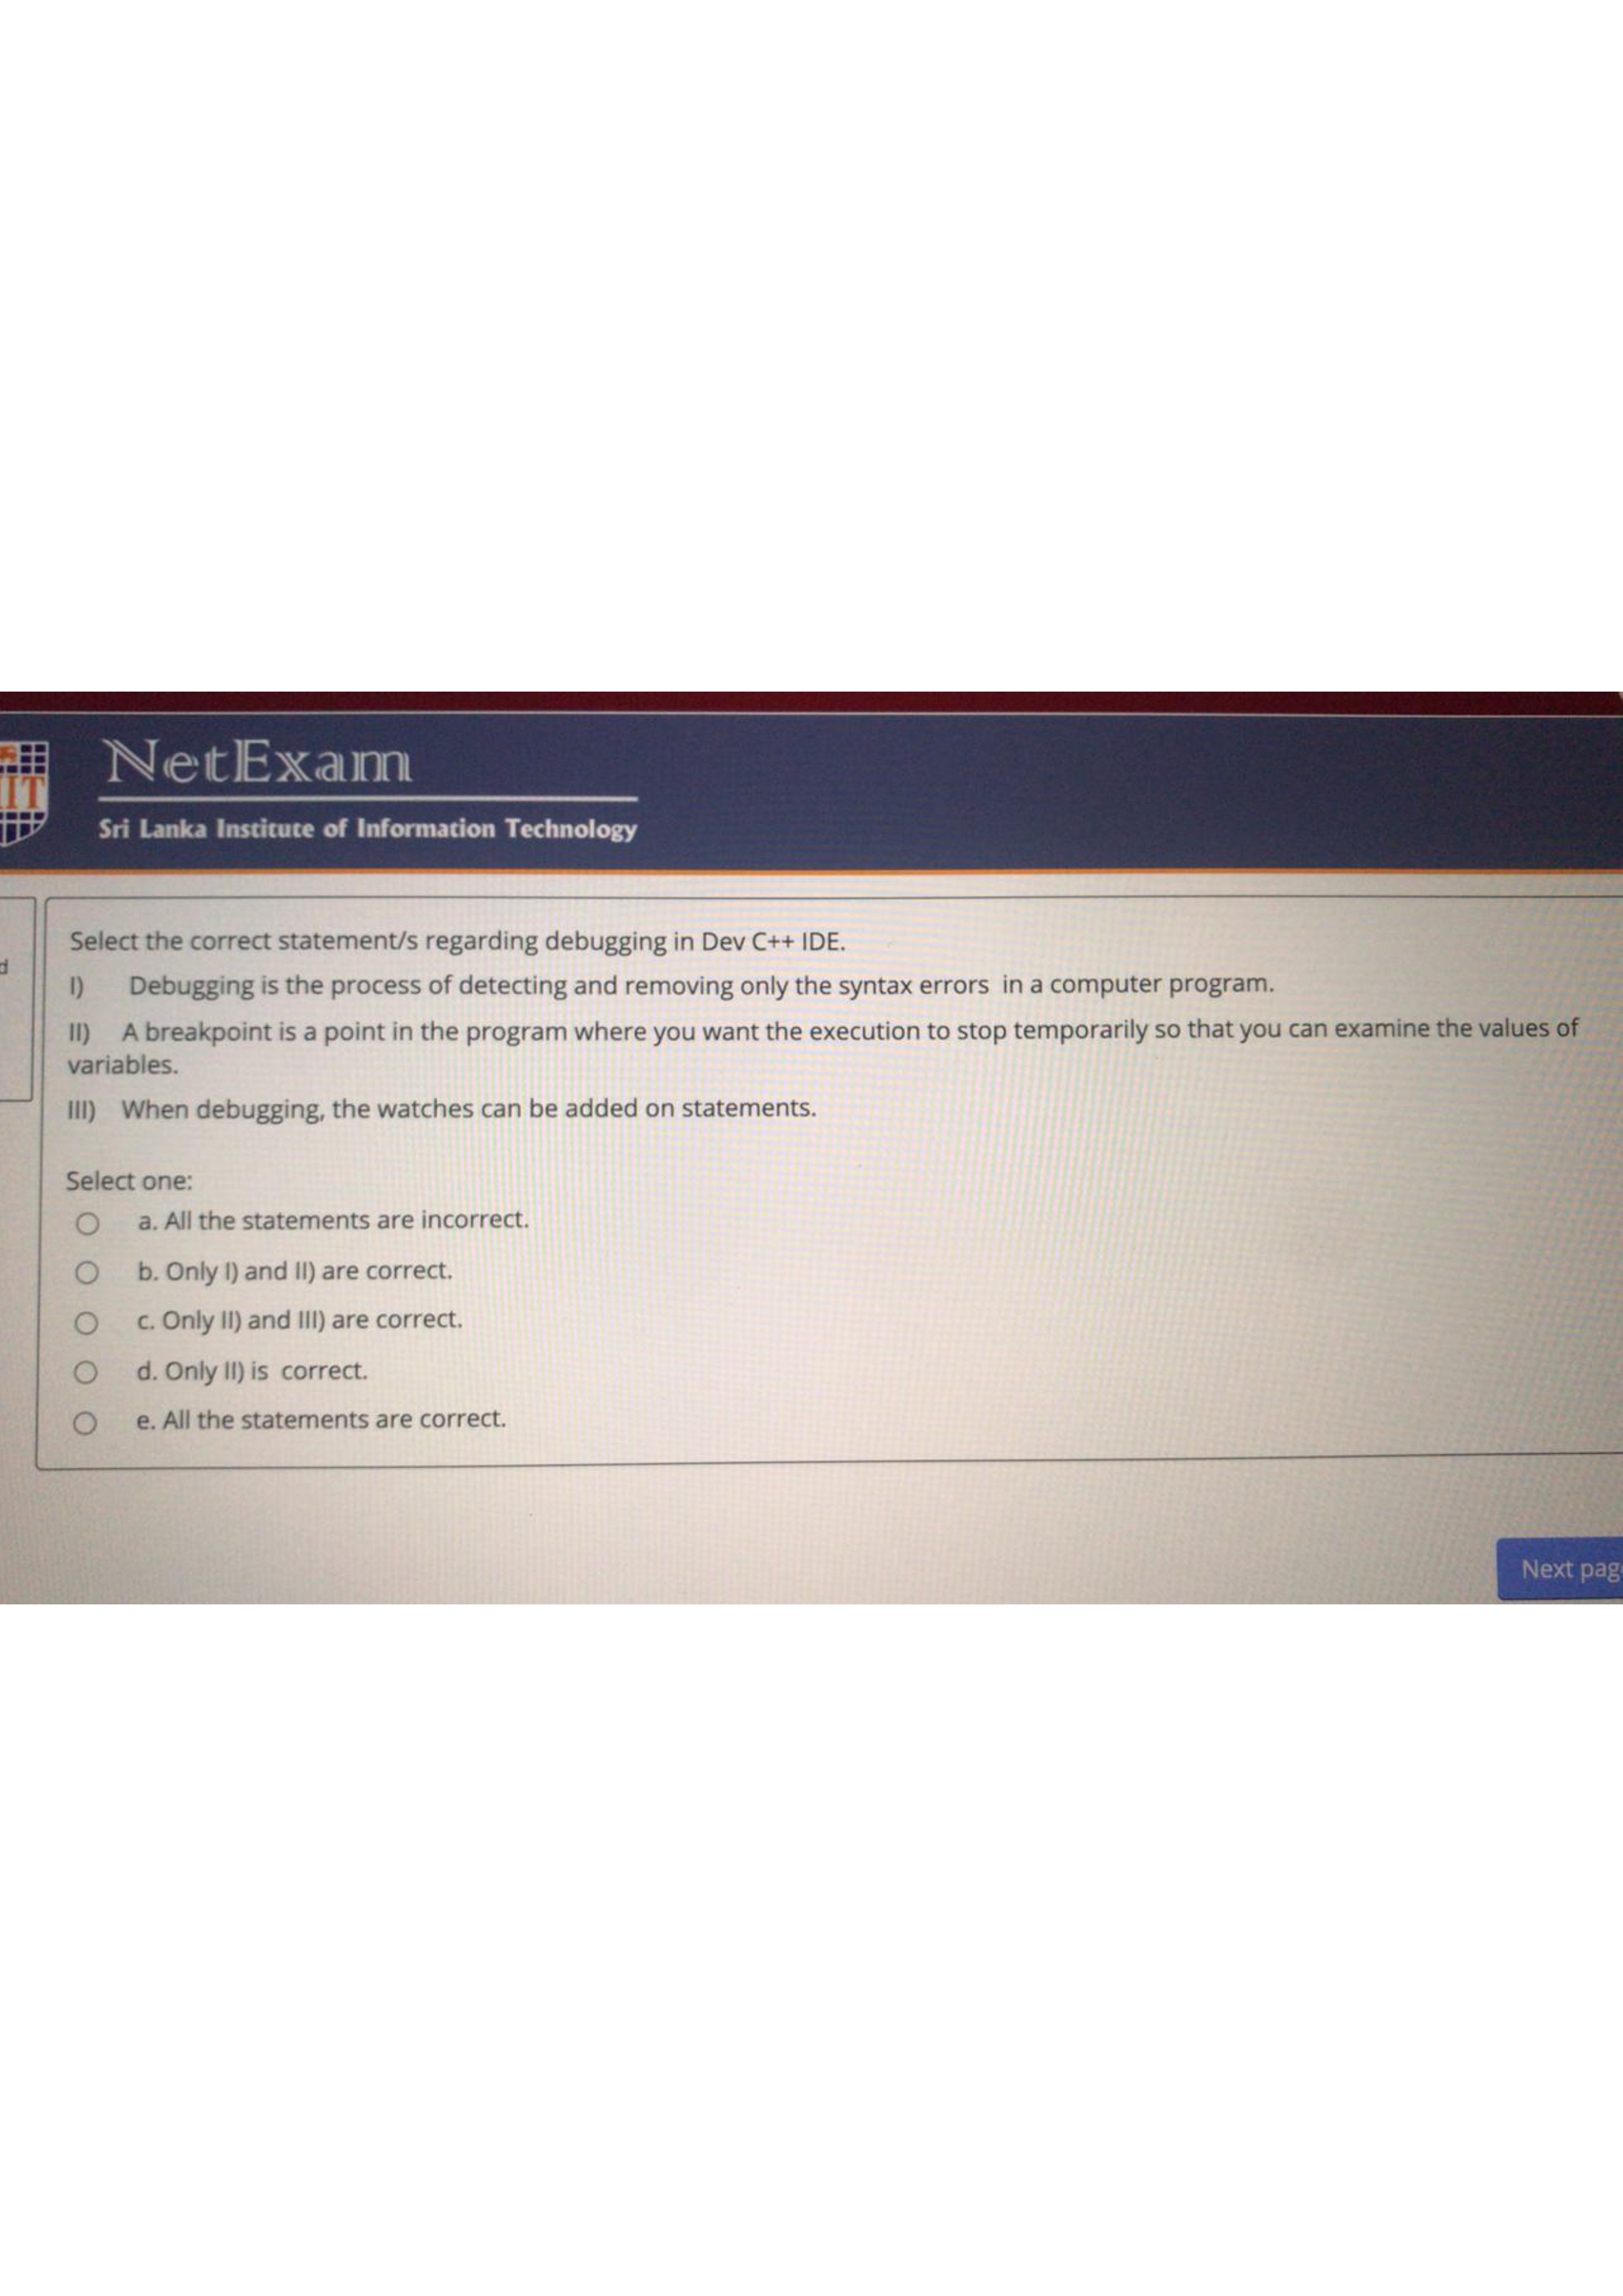 NetExam
IIT
Sri Lanka Institute of Information Technology
d
Select the correct statement/s regarding debugging in Dev C++ IDE.
I) Debugging is the process of detecting and removing only the syntax errors in a computer program.
II) A breakpoint is a point in the program where you want the execution to stop temporarily so that you can examine the values of
variables.
III) When debugging, the watches can be added on statements.
Select one:
a. All the statements are incorrect.
b. Only I) and II) are correct.
c. Only II) and III) are correct.
d. Only II) is correct.
e. All the statements are correct.
Next pag